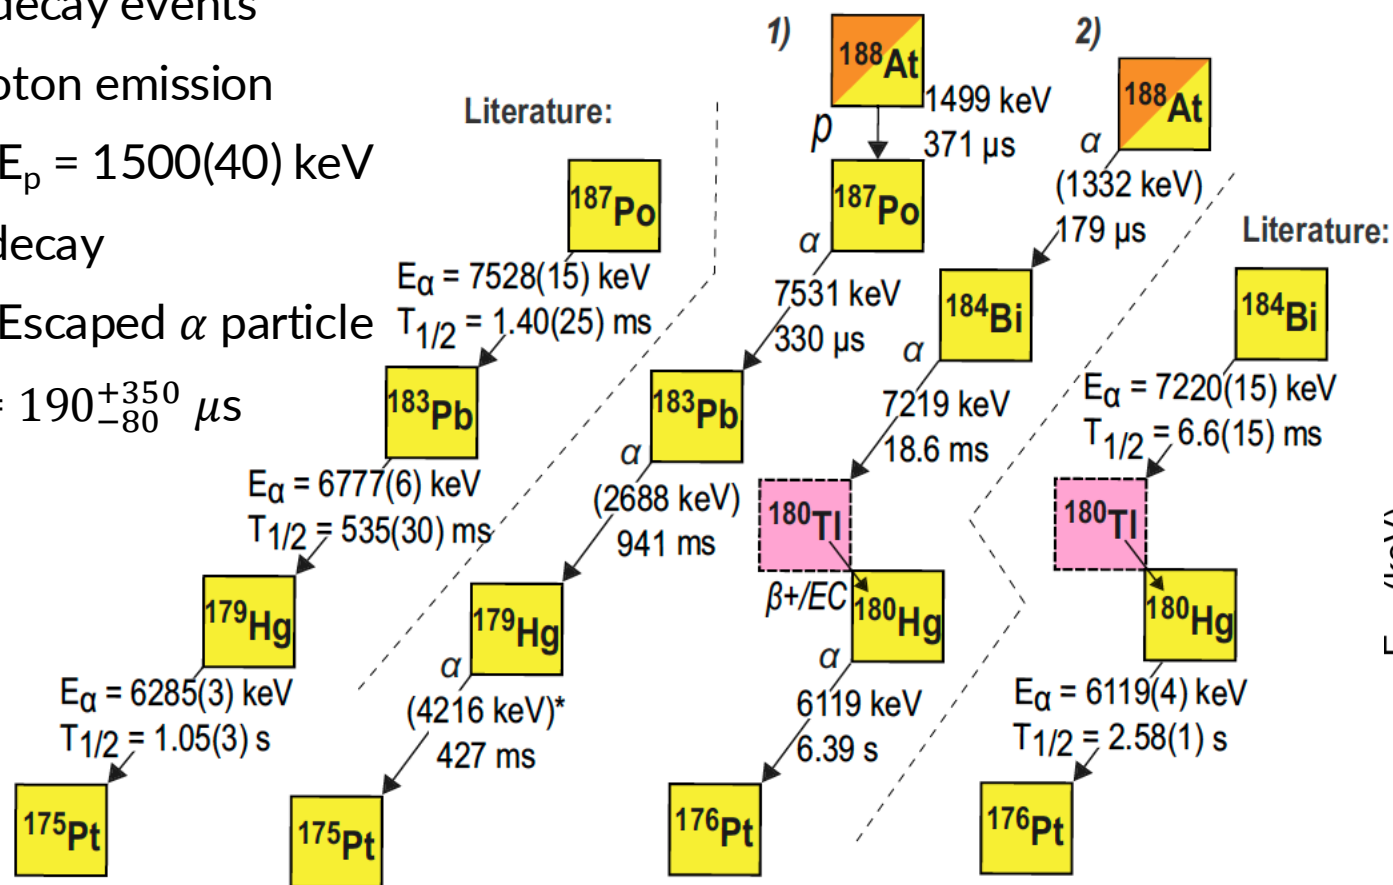 decay events
oton emission
E_p = 1500(40) keV
decay
Escaped α particle
= 190^{+350}_{-80} μs
Literature:
187Po
Eα = 7528(15) keV
T1/2 = 1.40(25) ms
183Pb
Eα = 6777(6) keV
T1/2 = 535(30) ms
179Hg
Eα = 6285(3) keV
T1/2 = 1.05(3) s
175Pt
1)
188At
p
1499 keV
371 μs
187Po
α
7531 keV
330 μs
183Pb
α
(2688 keV)
941 ms
179Hg
α
(4216 keV)*
427 ms
175Pt
2)
188At
α
(1332 keV)
179 μs
184Bi
α
7219 keV
18.6 ms
180Tl
β+/EC
180Hg
α
6119 keV
6.39 s
176Pt
Literature:
184Bi
Eα = 7220(15) keV
T1/2 = 6.6(15) ms
180Tl
180Hg
Eα = 6119(4) keV
T1/2 = 2.58(1) s
176Pt